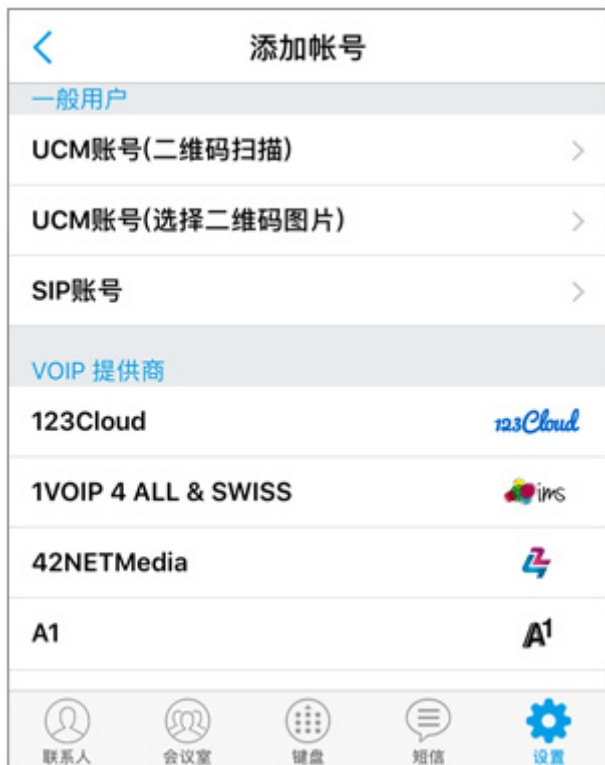 添加帐号
一般用户
UCM账号(二维码扫描)
UCM账号(选择二维码图片)
SIP账号
VOIP 提供商
123Cloud 123Cloud
1VOIP 4 ALL & SWISS ims
42NETMedia
A1 A1
联系人 会议室 键盘 短信 设置